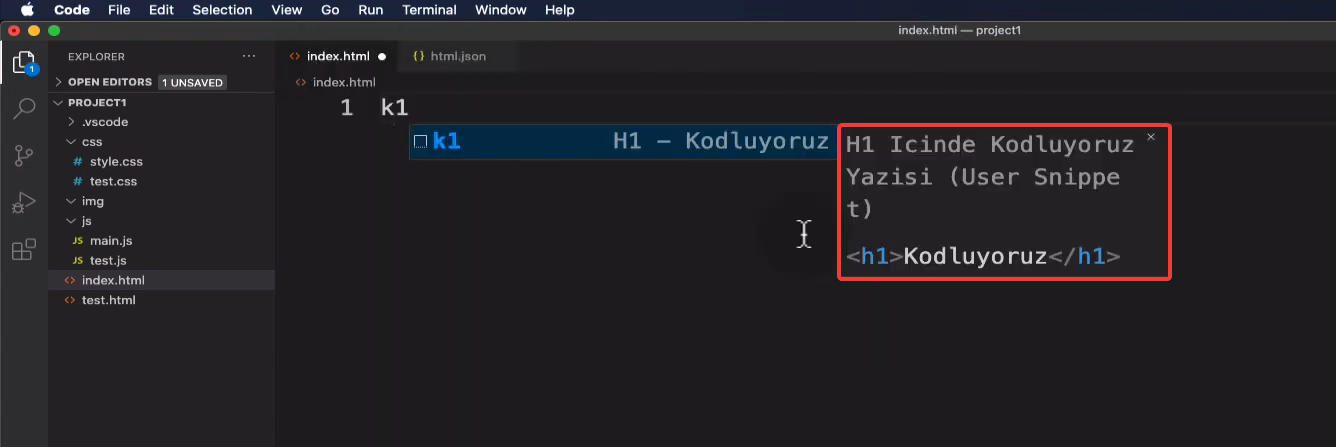 Code File Edit Selection View Go Run Terminal Window Help
index.html — project1
EXPLORER ...
index.html html.json
OPEN EDITORS 1 UNSAVED
index.html
PROJECT1
.vscode
css
style.css
test.css
img
js
JS main.js
JS test.js
index.html
test.html
1
1 k1
k1 H1 – Kodluyoruz
H1 Icinde Kodluyoruz
Yazisi (User Snippe
t)
<h1>Kodluyoruz</h1>